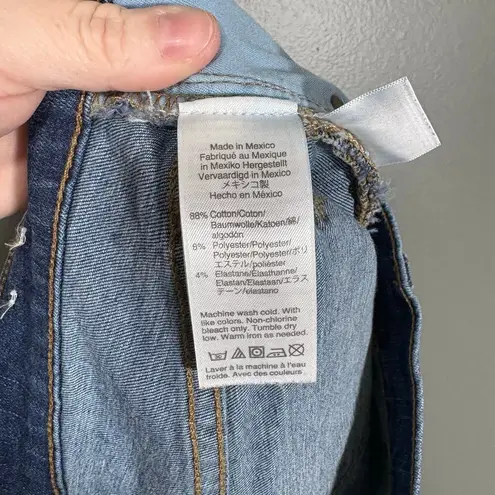 Made in Mexico
Fabriqué au Mexique
in Mexiko Hergestellt
Vervaardigd in Mexico
メキシコ製
Hecho en México
88% Cotton/Coton/
Baumwolle/Katoen/綿/
algodón
8% Polyester/Polyester/
Polyester/Polyester/ポリ
エステル/poliéster
4% Elastane/Élasthanne/
Elastan/Elastaan/エラス
テーン/elastano
Machine wash cold. With
like colors. Non-chlorine
bleach only. Tumble dry
low. Warm iron as needed.
Laver à la machine à l'eau
froide. Avec des couleurs